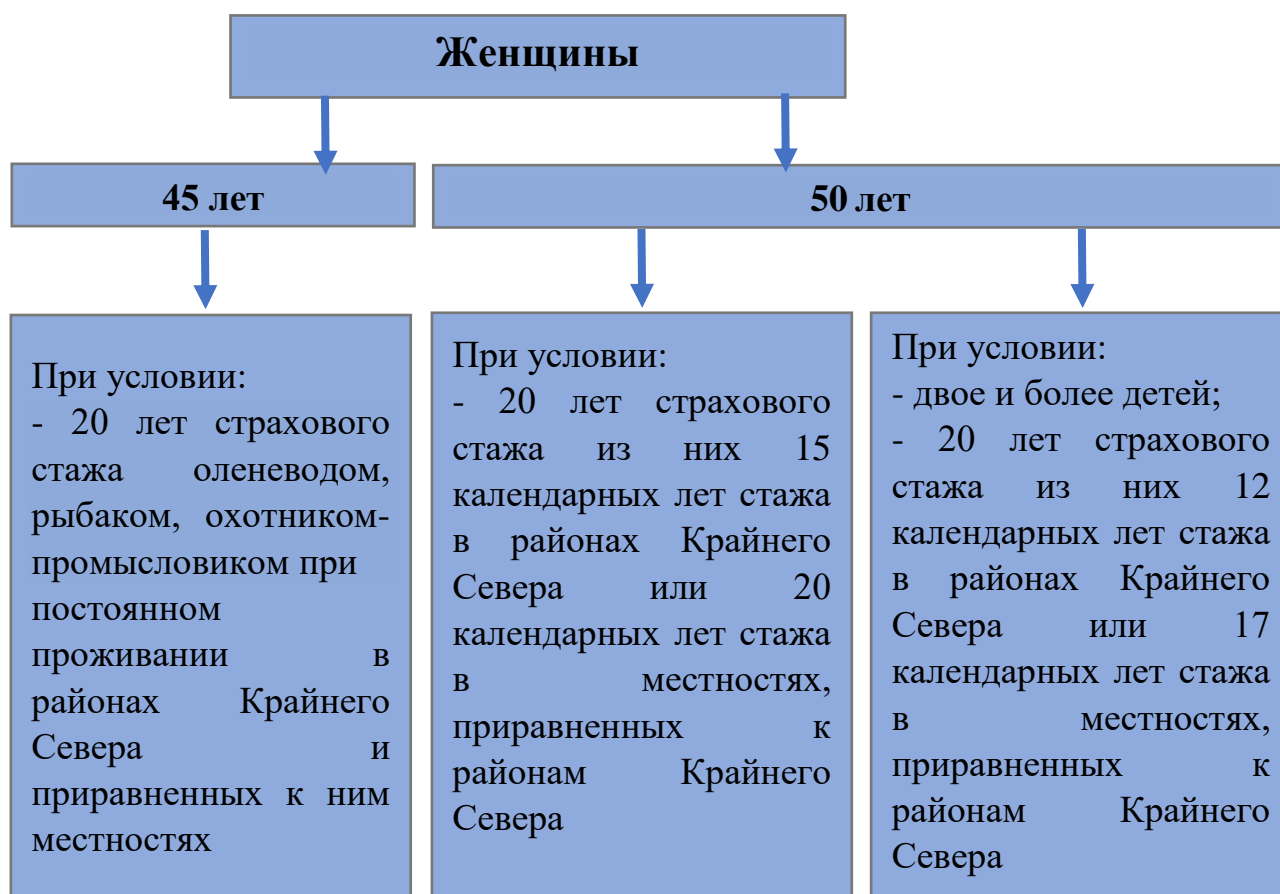 Женщины
45 лет
50 лет
При условии:
- 20 лет страхового
стажа оленеводом,
рыбаком, охотником-
промысловиком при
постоянном
проживании в
районах Крайнего
Севера и
приравненных к ним
местностях
При условии:
- 20 лет страхового
стажа из них 15
календарных лет стажа
в районах Крайнего
Севера или 20
календарных лет стажа
в местностях,
приравненных к
районам Крайнего
Севера
При условии:
- двое и более детей;
- 20 лет страхового
стажа из них 12
календарных лет стажа
в районах Крайнего
Севера или 17
календарных лет стажа
в местностях,
приравненных к
районам Крайнего
Севера